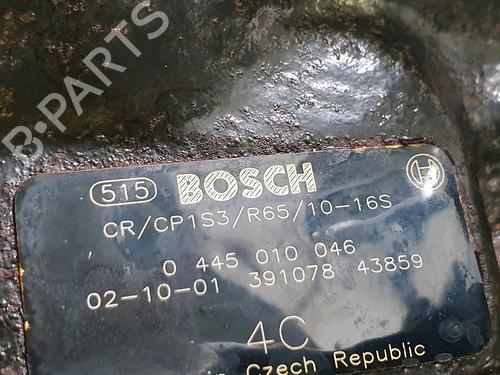 B-PARTS
515 BOSCH
CR/CP1S3/R65/10-16S
0 445 010 046
02-10-01 391078 43859
4C
Czech Republic